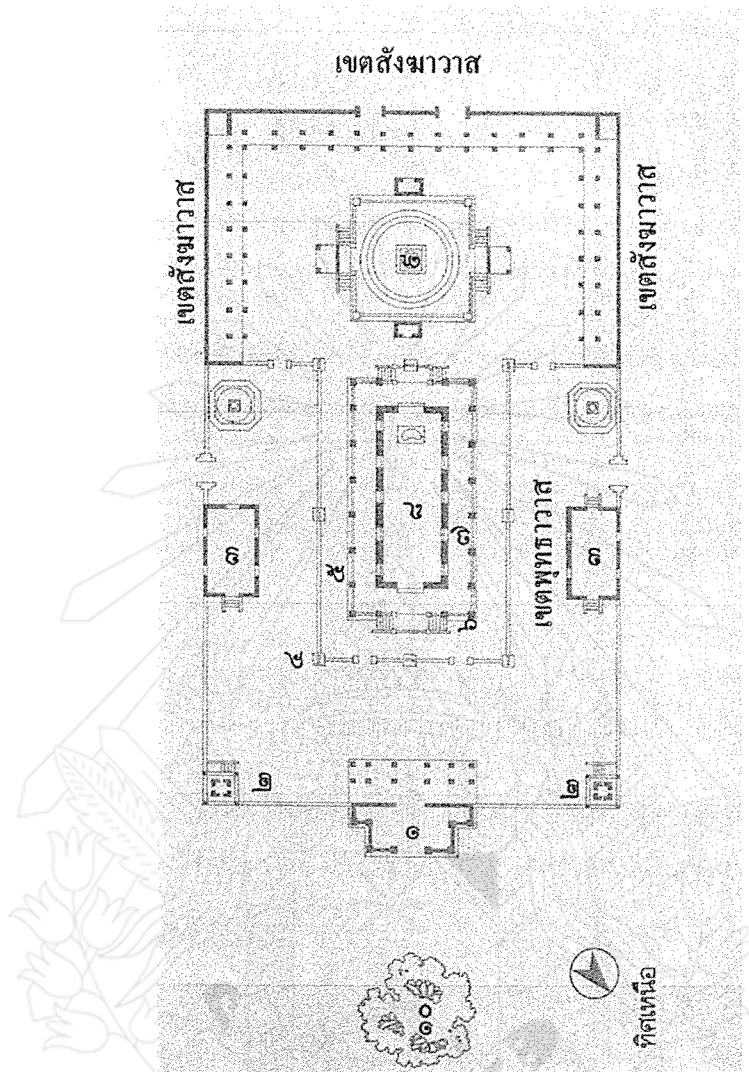 เขตสังฆาวาส
เขตสังฆาวาส
เขตสังฆาวาส
๙
๓
๕
๘
๗
เขตพุทธาวาส
๓
๔
๖
๒
๒
๑
๑๐
ทิศเหนือ